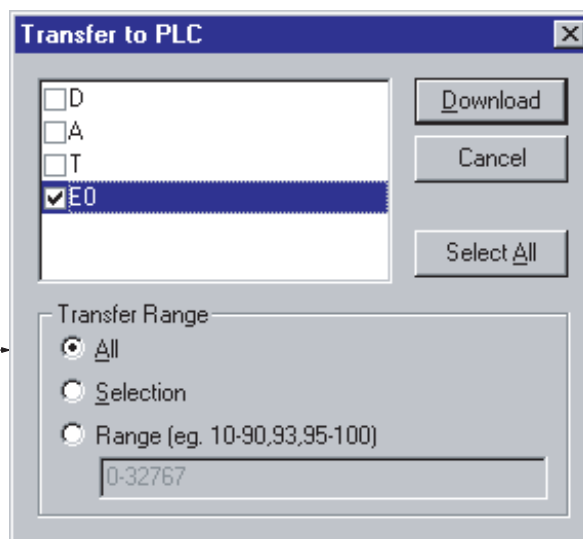 Transfer to PLC
D
A
T
E0
Download
Cancel
Select All
Transfer Range
All
Selection
Range (eg. 10-90,93,95-100)
0-32767